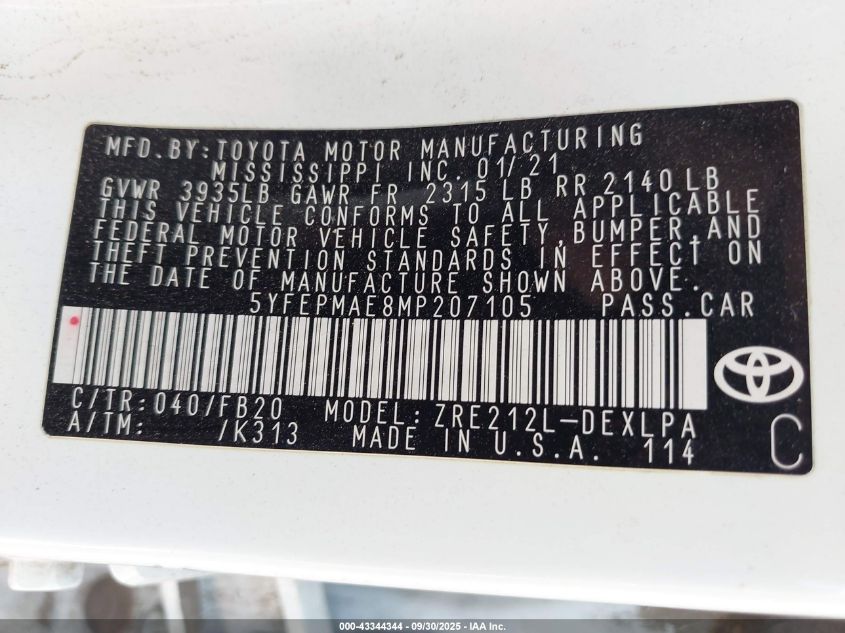 MFD.BY:TOYOTA MOTOR MANUFACTURING
MISSISSIPPI INC. 01/21
GVWR 3935LB GAWR FR 2315 LB RR 2140 LB
THIS VEHICLE CONFORMS TO ALL APPLICABLE
FEDERAL MOTOR VEHICLE SAFETY,BUMPER,AND
THEFT PREVENTION STANDARDS IN EFFECT ON
THE DATE OF MANUFACTURE SHOWN ABOVE.
5YFEPMAE8MP207105 PASS.CAR
C/TR:040/FB20 MODEL:ZRE212L-DEXLPA
A/TM: /K313 MADE IN U.S.A. 114
C
000-43344344 | 09/30/2025 - IAA Inc.